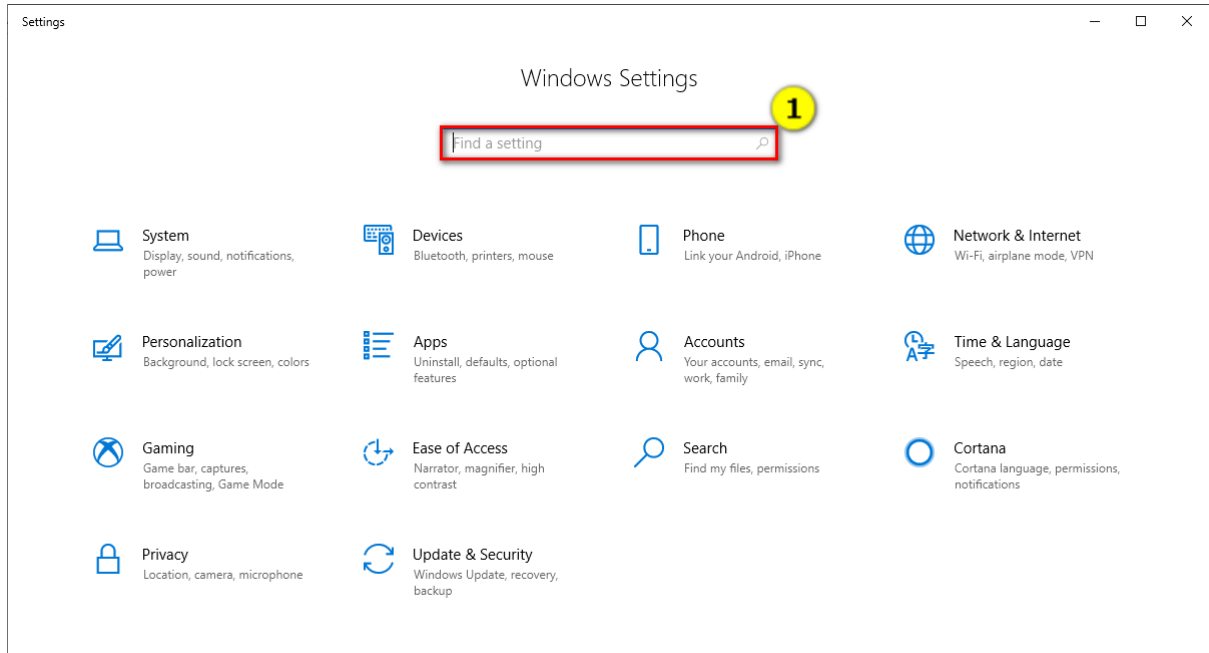 Settings
Windows Settings
1
Find a setting
System
Display, sound, notifications,
power
Devices
Bluetooth, printers, mouse
Phone
Link your Android, iPhone
Network & Internet
Wi-Fi, airplane mode, VPN
Personalization
Background, lock screen, colors
Apps
Uninstall, defaults, optional
features
Accounts
Your accounts, email, sync,
work, family
Time & Language
Speech, region, date
Gaming
Game bar, captures,
broadcasting, Game Mode
Ease of Access
Narrator, magnifier, high
contrast
Search
Find my files, permissions
Cortana
Cortana language, permissions,
notifications
Privacy
Location, camera, microphone
Update & Security
Windows Update, recovery,
backup